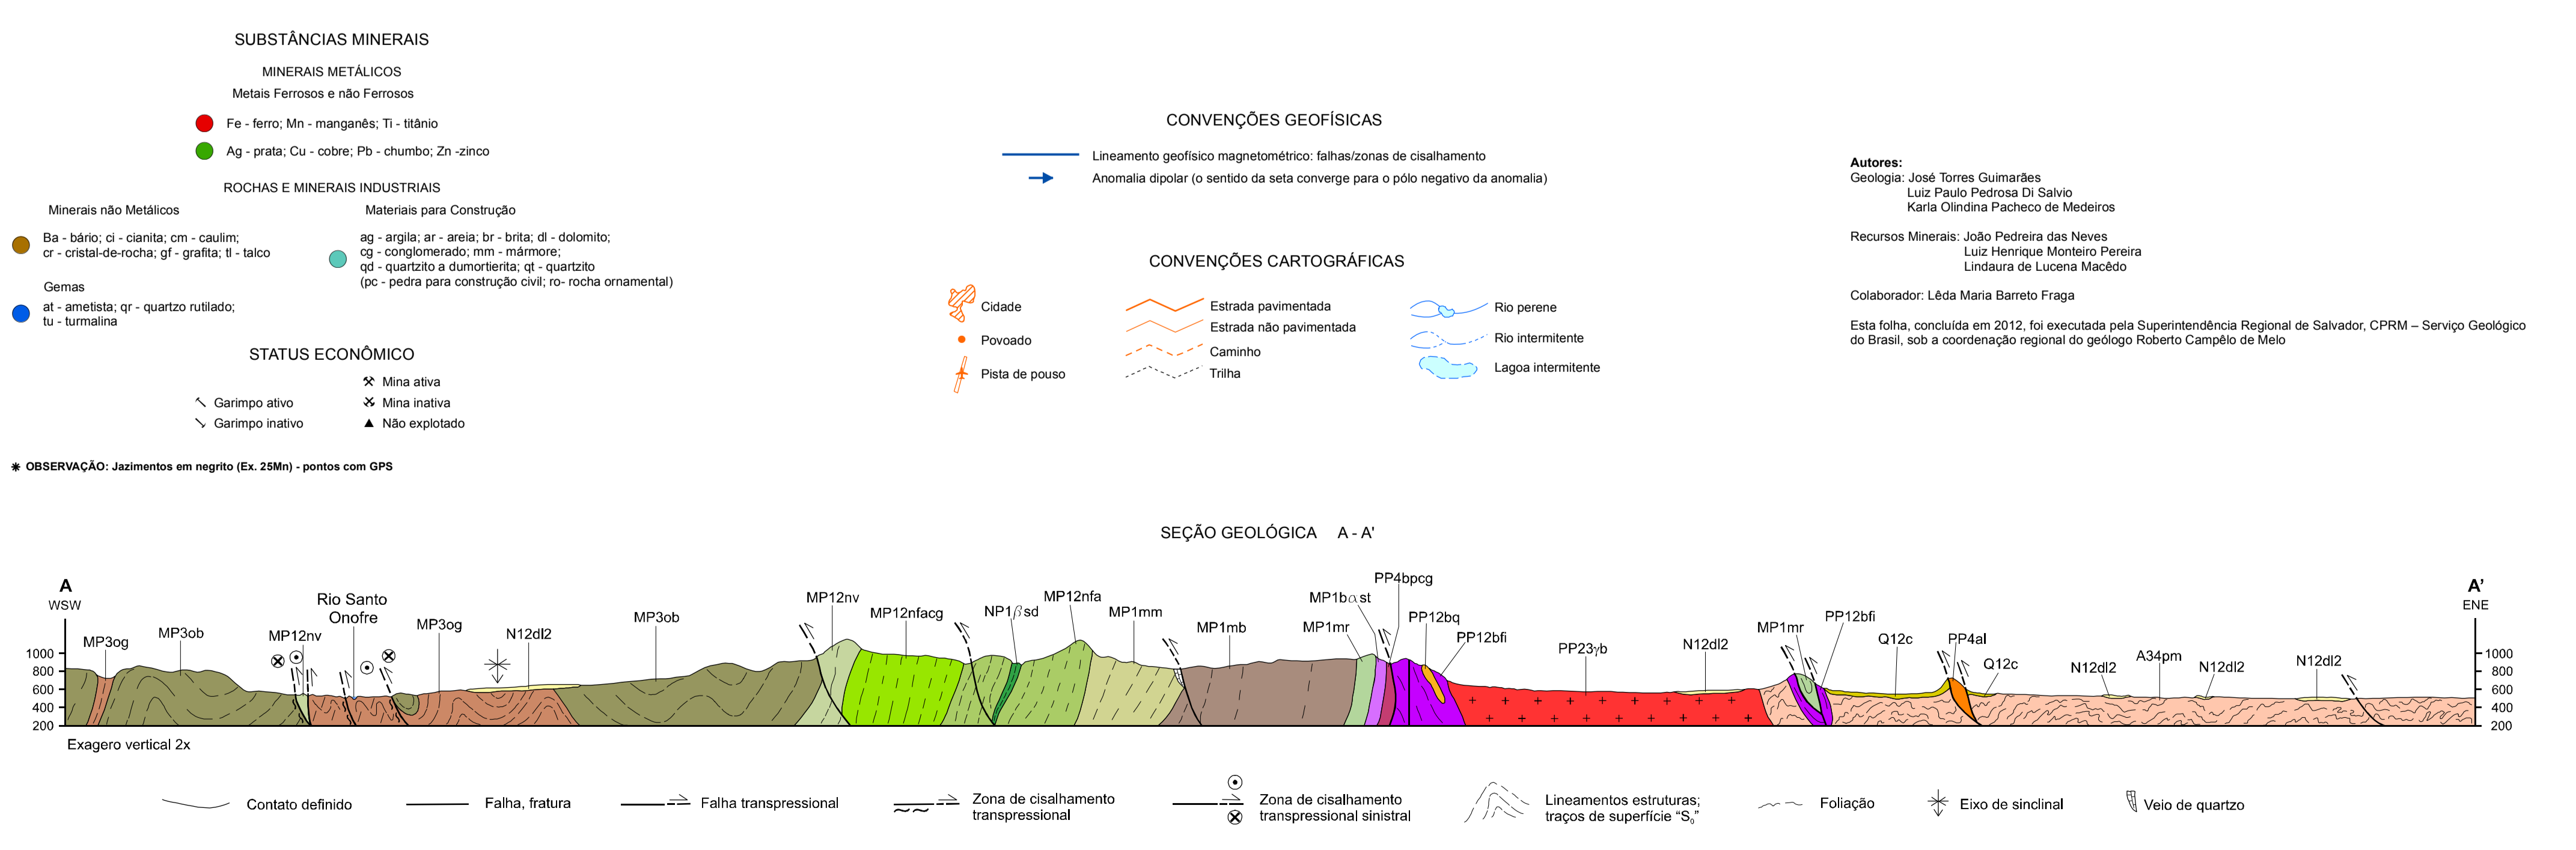 SUBSTÂNCIAS MINERAIS
MINERAIS METÁLICOS
Metais Ferrosos e não Ferrosos
Fe - ferro; Mn - manganês; Ti - titânio
Ag - prata; Cu - cobre; Pb - chumbo; Zn -zinco
ROCHAS E MINERAIS INDUSTRIAIS
Minerais não Metálicos
Ba - bário; ci - cianita; cm - caulim;
cr - cristal-de-rocha; gf - grafita; tl - talco
Gemas
at - ametista; qr - quartzo rutilado;
tu - turmalina
Materiais para Construção
ag - argila; ar - areia; br - brita; dl - dolomito;
cg - conglomerado; mm - mármore;
qd - quartzito a dumortierita; qt - quartzito
(pc - pedra para construção civil; ro- rocha ornamental)
STATUS ECONÔMICO
Garimpo ativo
Garimpo inativo
Mina ativa
Mina inativa
Não explotado
✱ OBSERVAÇÃO: Jazimentos em negrito (Ex. 25Mn) - pontos com GPS
CONVENÇÕES GEOFÍSICAS
Lineamento geofísico magnetométrico: falhas/zonas de cisalhamento
Anomalia dipolar (o sentido da seta converge para o pólo negativo da anomalia)
CONVENÇÕES CARTOGRÁFICAS
Cidade
Povoado
Pista de pouso
Estrada pavimentada
Estrada não pavimentada
Caminho
Trilha
Rio perene
Rio intermitente
Lagoa intermitente
Autores:
Geologia: José Torres Guimarães
Luiz Paulo Pedrosa Di Salvio
Karla Olindina Pacheco de Medeiros
Recursos Minerais: João Pedreira das Neves
Luiz Henrique Monteiro Pereira
Lindaura de Lucena Macêdo
Colaborador: Lêda Maria Barreto Fraga
Esta folha, concluída em 2012, foi executada pela Superintendência Regional de Salvador, CPRM – Serviço Geológico
do Brasil, sob a coordenação regional do geólogo Roberto Campêlo de Melo
SEÇÃO GEOLÓGICA A - A'
A
WSW
1000
800
600
400
200
MP3og
MP3ob
MP12nv
Rio Santo
Onofre
MP3og
N12dl2
MP3ob
MP12nv
MP12nfacg
NP1βsd
MP12nfa
MP1mm
MP1mb
MP1mr
MP1bαst
PP4bpcg
PP12bq
PP12bfi
PP23γb
N12dl2
MP1mr
PP12bfi
Q12c
PP4al
Q12c
N12dl2
A34pm
N12dl2
N12dl2
A'
ENE
1000
800
600
400
200
Exagero vertical 2x
Contato definido
Falha, fratura
Falha transpressional
Zona de cisalhamento
transpressional
Zona de cisalhamento
transpressional sinistral
Lineamentos estruturas;
traços de superfície “S₀”
Foliação
Eixo de sinclinal
Veio de quartzo